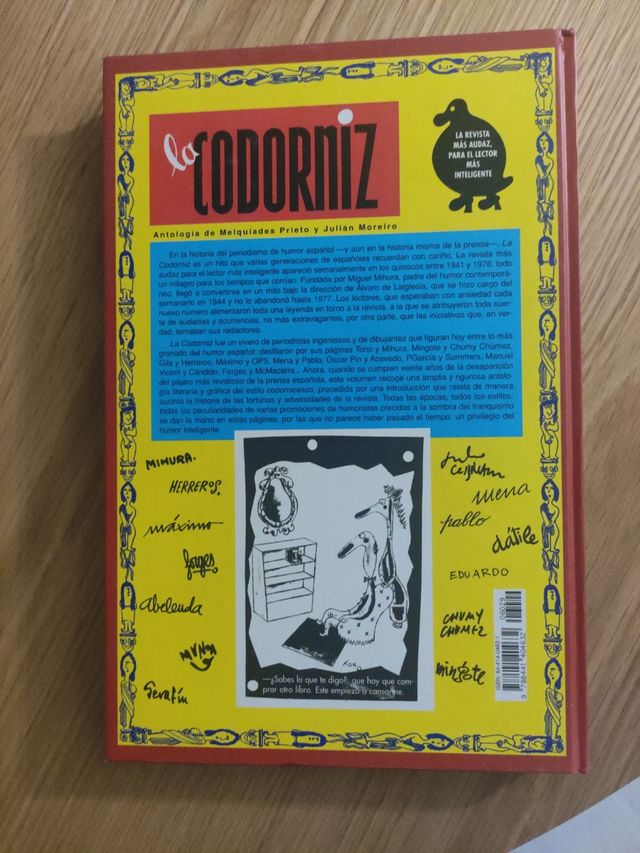 la CODORNIZ
LA REVISTA
MÁS AUDAZ,
PARA EL LECTOR
MÁS
INTELIGENTE
Antología de Melquiades Prieto y Julián Moreiro
En la historia del periodismo de humor español —y aun en la historia misma de la prensa—, La
Codorniz es un hito que varias generaciones de españoles recuerdan con cariño. La revista más
audaz para el lector más inteligente apareció semanalmente en los quioscos entre 1941 y 1978: todo
un milagro para los tiempos que corrían. Fundada por Miguel Mihura, padre del humor contemporá-
neo, llegó a convertirse en un mito bajo la dirección de Álvaro de Laiglesia, que se hizo cargo del
semanario en 1944 y no lo abandonó hasta 1977. Los lectores, que esperaban con ansiedad cada
nuevo número alimentaron toda una leyenda en torno a la revista, a la que se atribuyeron toda suer-
te de audacias y ocurrencias, no más extravagantes, por otra parte, que las iniciativas que, en ver-
dad, tomaban sus redactores.
La Codorniz fue un vivero de periodistas ingeniosos y de dibujantes que figuran hoy entre lo más
granado del humor español: desfilaron por sus páginas Tono y Mihura, Mingote y Chumy Chúmez,
Gila y Herreros, Máximo y OPS, Mena y Pablo, Óscar Pin y Acevedo, PGarcía y Summers, Manuel
Vicent y Cándido, Forges y McMacarra... Ahora, cuando se cumplen veinte años de la desaparición
del pájaro más revoltoso de la prensa española, este volumen recoge una amplia y rigurosa antolo-
gía literaria y gráfica del estilo codornicesco, precedida por una introducción que relata de manera
sucinta la historia de las fortunas y adversidades de la revista. Todas las épocas, todos los estilos,
todas las peculiaridades de varias promociones de humoristas crecidos a la sombra del franquismo
se dan la mano en estas páginas, por las que no parece haber pasado el tiempo: un privilegio del
humor inteligente.
MIHURA.
HERREROS.
máximo
forges
abelenda
MUÑOZ
Serafín
Julio
Cebrián
mena
pablo
dátile
EDUARDO
CHUMY
CHUMEZ
mingote
—¿Sabes lo que te digo?, que hay que com-
prar otro libro. Este empieza a cansarme.
06029
9 788441 404632